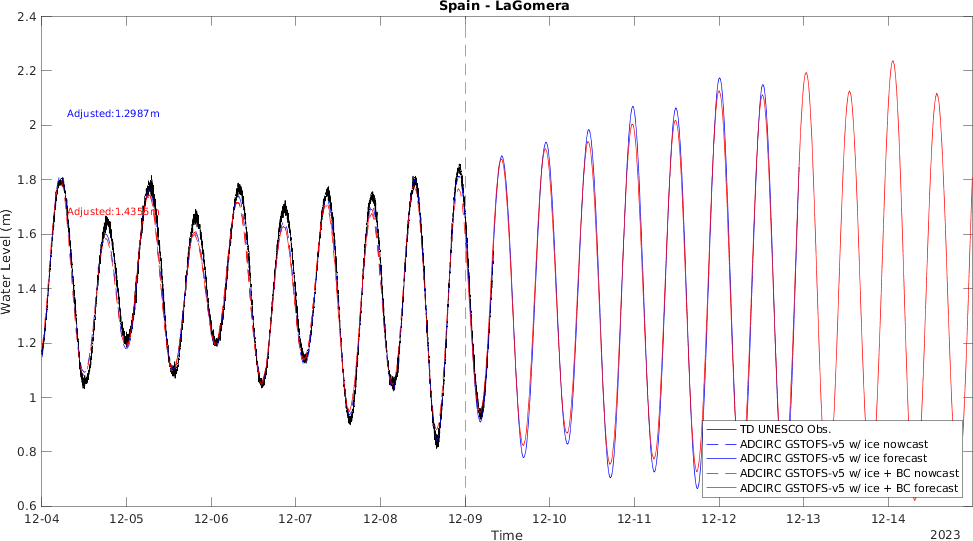 Spain - LaGomera
2.4
2.2
2
1.8
1.6
1.4
1.2
1
0.8
0.6
Water Level (m)
Adjusted:1.2987m
Adjusted:1.4355m
TD UNESCO Obs.
ADCIRC GSTOFS-v5 w/ ice nowcast
ADCIRC GSTOFS-v5 w/ ice forecast
ADCIRC GSTOFS-v5 w/ ice + BC nowcast
ADCIRC GSTOFS-v5 w/ ice + BC forecast
12-04 12-05 12-06 12-07 12-08 12-09 12-10 12-11 12-12 12-13 12-14
Time
2023